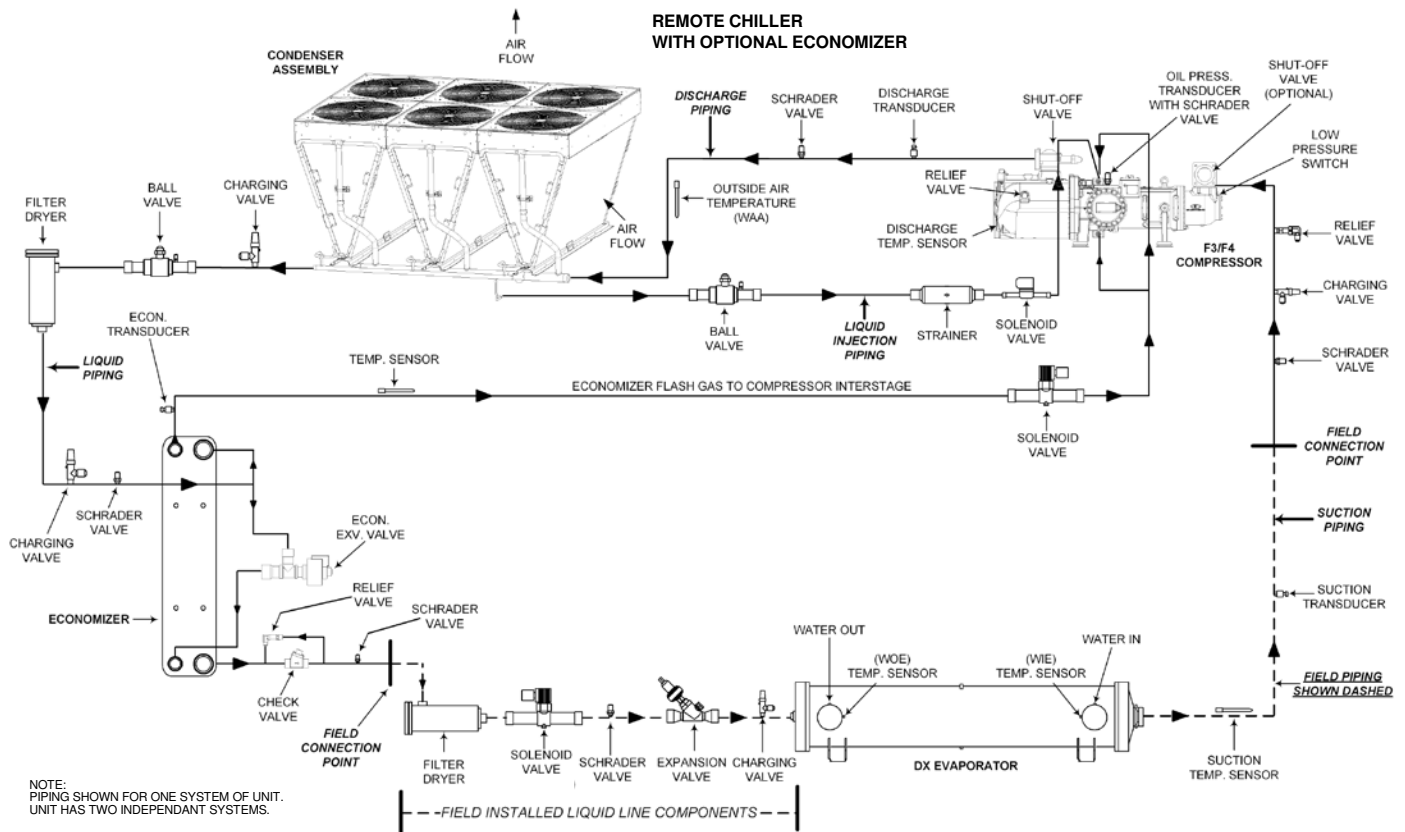 REMOTE CHILLER
WITH OPTIONAL ECONOMIZER
AIR
FLOW
CONDENSER
ASSEMBLY
DISCHARGE
PIPING
SCHRADER
VALVE
DISCHARGE
TRANSDUCER
SHUT-OFF
VALVE
OIL PRESS.
TRANSDUCER
WITH SCHRADER
VALVE
SHUT-OFF
VALVE
(OPTIONAL)
LOW
PRESSURE
SWITCH
FILTER
DRYER
BALL
VALVE
CHARGING
VALVE
AIR
FLOW
OUTSIDE AIR
TEMPERATURE
(WAA)
RELIEF
VALVE
DISCHARGE
TEMP. SENSOR
F3/F4
COMPRESSOR
RELIEF
VALVE
CHARGING
VALVE
ECON.
TRANSDUCER
BALL
VALVE
LIQUID
INJECTION
PIPING
STRAINER
SOLENOID
VALVE
SCHRADER
VALVE
LIQUID
PIPING
TEMP. SENSOR
ECONOMIZER FLASH GAS TO COMPRESSOR INTERSTAGE
SOLENOID
VALVE
FIELD
CONNECTION
POINT
CHARGING
VALVE
SCHRADER
VALVE
ECON.
EXV. VALVE
SUCTION
PIPING
ECONOMIZER
RELIEF
VALVE
SCHRADER
VALVE
SUCTION
TRANSDUCER
WATER OUT
(WOE)
TEMP. SENSOR
(WIE)
TEMP. SENSOR
WATER IN
FIELD PIPING
SHOWN DASHED
CHECK
VALVE
FIELD
CONNECTION
POINT
FILTER
DRYER
SOLENOID
VALVE
SCHRADER
VALVE
EXPANSION
VALVE
CHARGING
VALVE
DX EVAPORATOR
SUCTION
TEMP. SENSOR
NOTE:
PIPING SHOWN FOR ONE SYSTEM OF UNIT.
UNIT HAS TWO INDEPENDANT SYSTEMS.
FIELD INSTALLED LIQUID LINE COMPONENTS